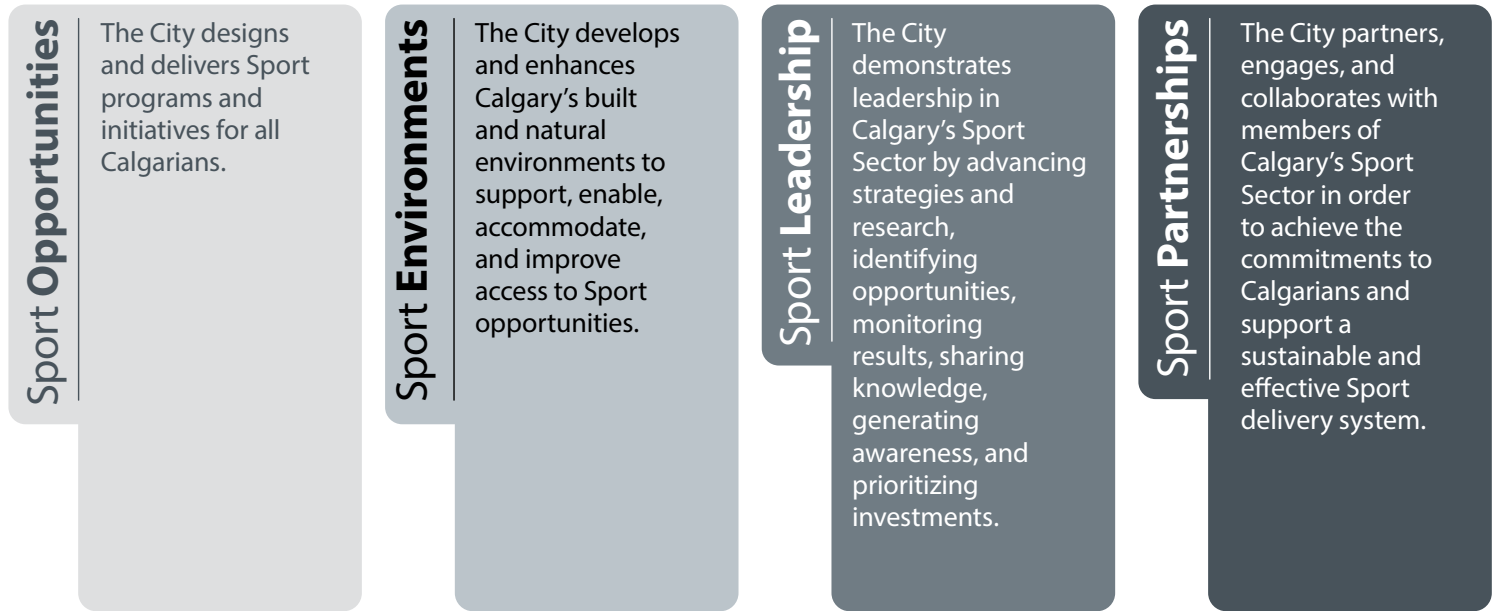 Sport Opportunities
The City designs
and delivers Sport
programs and
initiatives for all
Calgarians.
Sport Environments
The City develops
and enhances
Calgary’s built
and natural
environments to
support, enable,
accommodate,
and improve
access to Sport
opportunities.
Sport Leadership
The City
demonstrates
leadership in
Calgary’s Sport
Sector by advancing
strategies and
research,
identifying
opportunities,
monitoring
results, sharing
knowledge,
generating
awareness, and
prioritizing
investments.
Sport Partnerships
The City partners,
engages, and
collaborates with
members of
Calgary’s Sport
Sector in order
to achieve the
commitments to
Calgarians and
support a
sustainable and
effective Sport
delivery system.